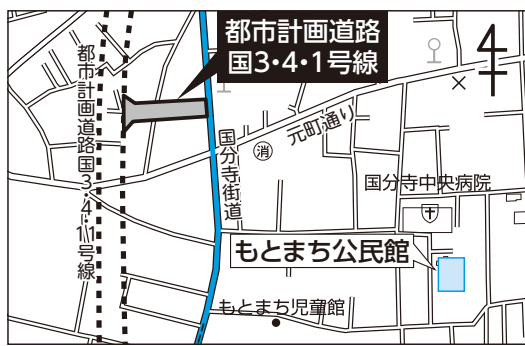 都市計画道路
国3・4・1号線
都市計画道路国3・4・11号線
国分寺街道
元町通り
消
国分寺中央病院
もとまち公民館
もとまち児童館